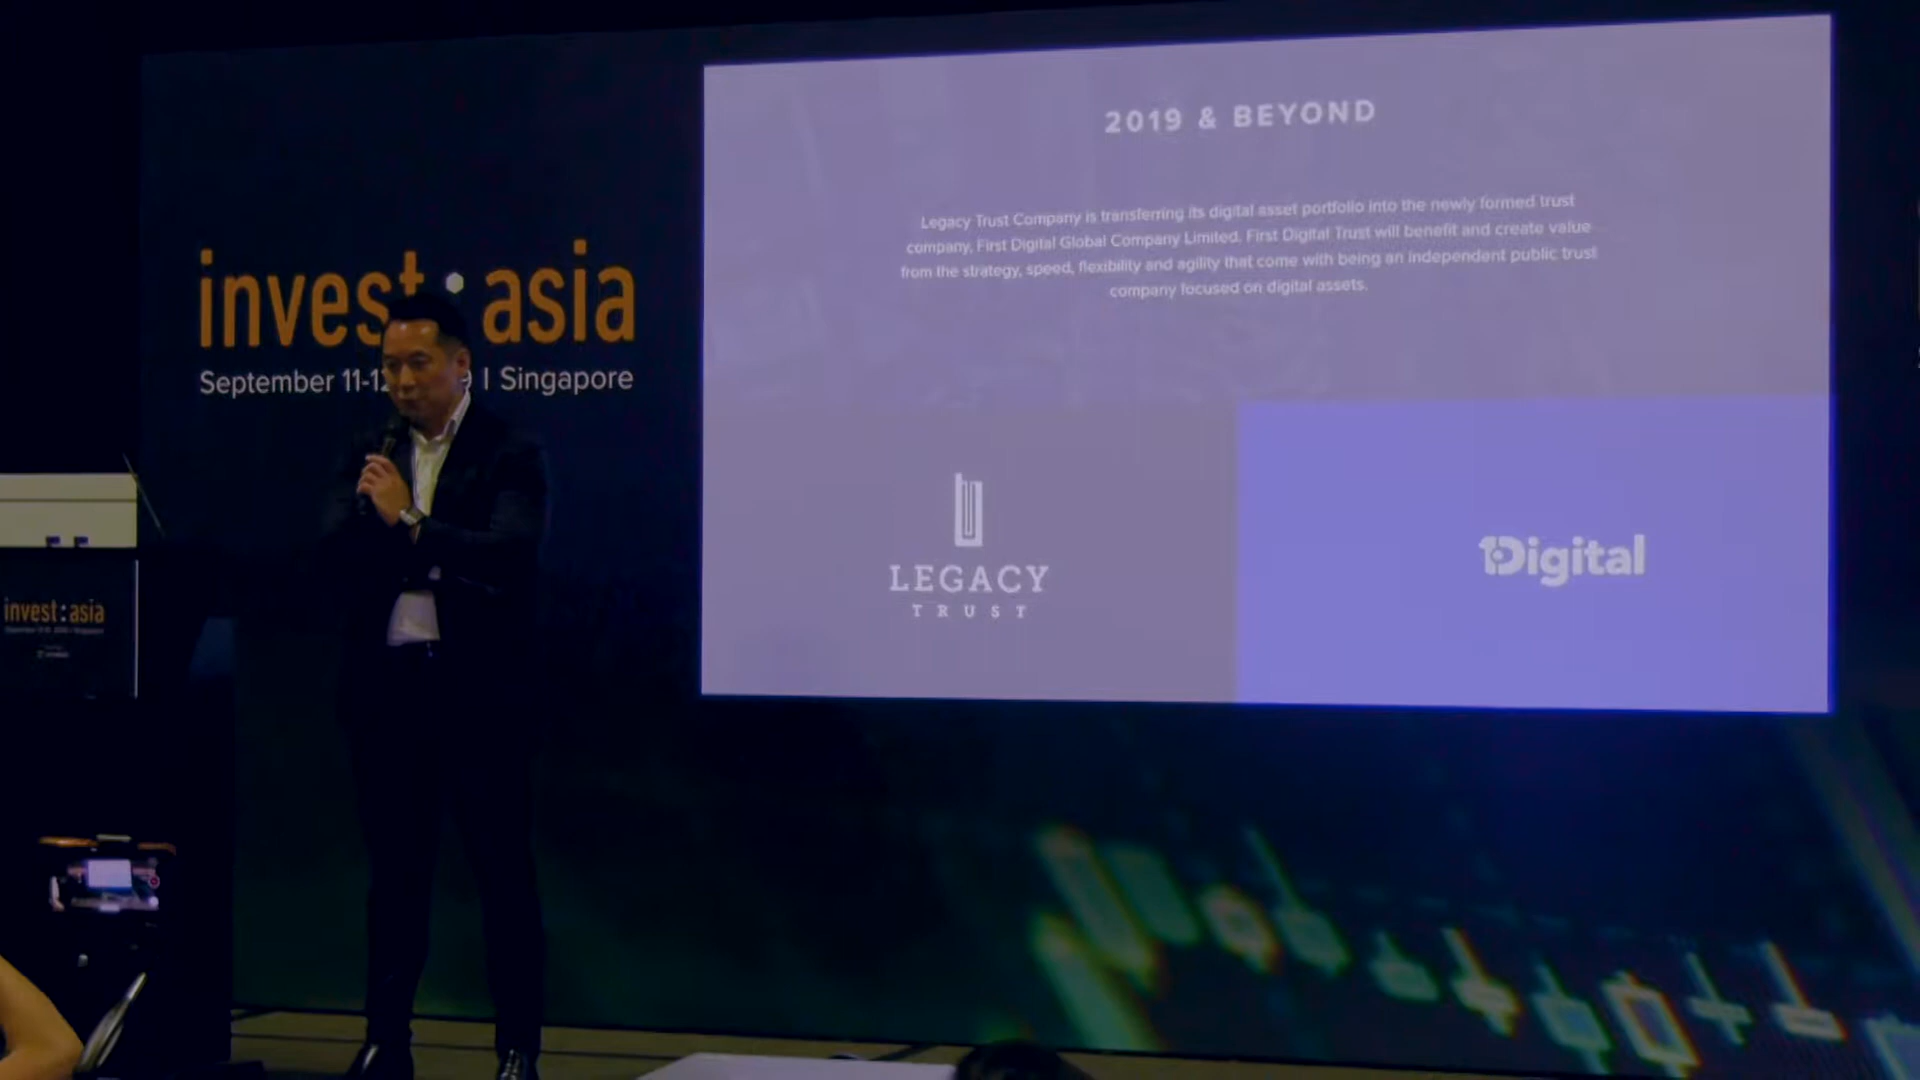 invest:asia
September 11-12 9 | Singapore
2019 & BEYOND
Legacy Trust Company is transferring its digital asset portfolio into the newly formed trust
company, First Digital Global Company Limited. First Digital Trust will benefit and create value
from the strategy, speed, flexibility and agility that come with being an independent public trust
company focused on digital assets.
LEGACY
TRUST
1Digital
invest:asia